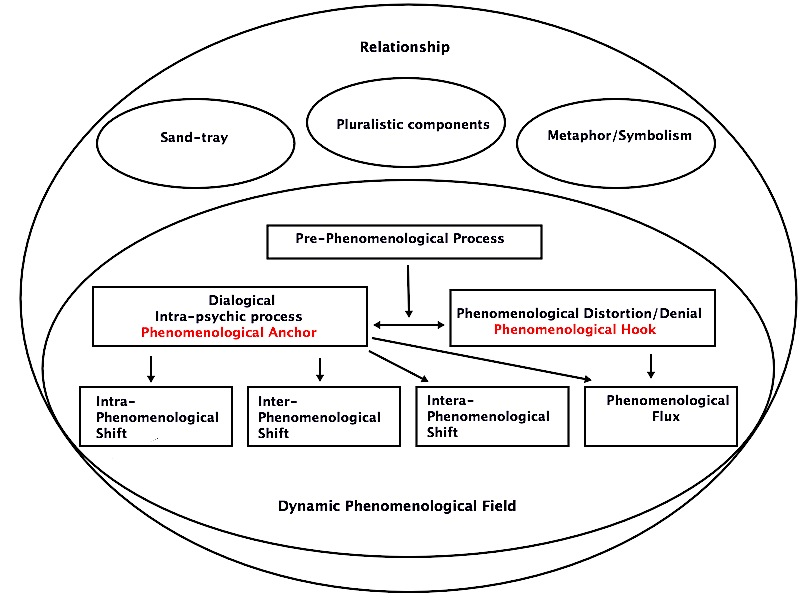 Relationship
Sand-tray
Pluralistic components
Metaphor/Symbolism
Pre-Phenomenological Process
Dialogical
Intra-psychic process
Phenomenological Anchor
Phenomenological Distortion/Denial
Phenomenological Hook
Intra-
Phenomenological
Shift
Inter-
Phenomenological
Shift
Intera-
Phenomenological
Shift
Phenomenological
Flux
Dynamic Phenomenological Field